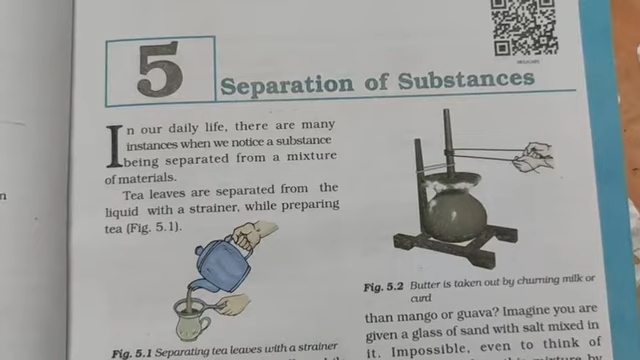 5
Separation of Substances
In our daily life, there are many
instances when we notice a substance
being separated from a mixture
of materials.
Tea leaves are separated from the
liquid with a strainer, while preparing
tea (Fig. 5.1).
Fig. 5.1 Separating tea leaves with a strainer
Fig. 5.2 Butter is taken out by churning milk or
curd
than mango or guava? Imagine you are
given a glass of sand with salt mixed in
it. Impossible, even to think of
mixture by